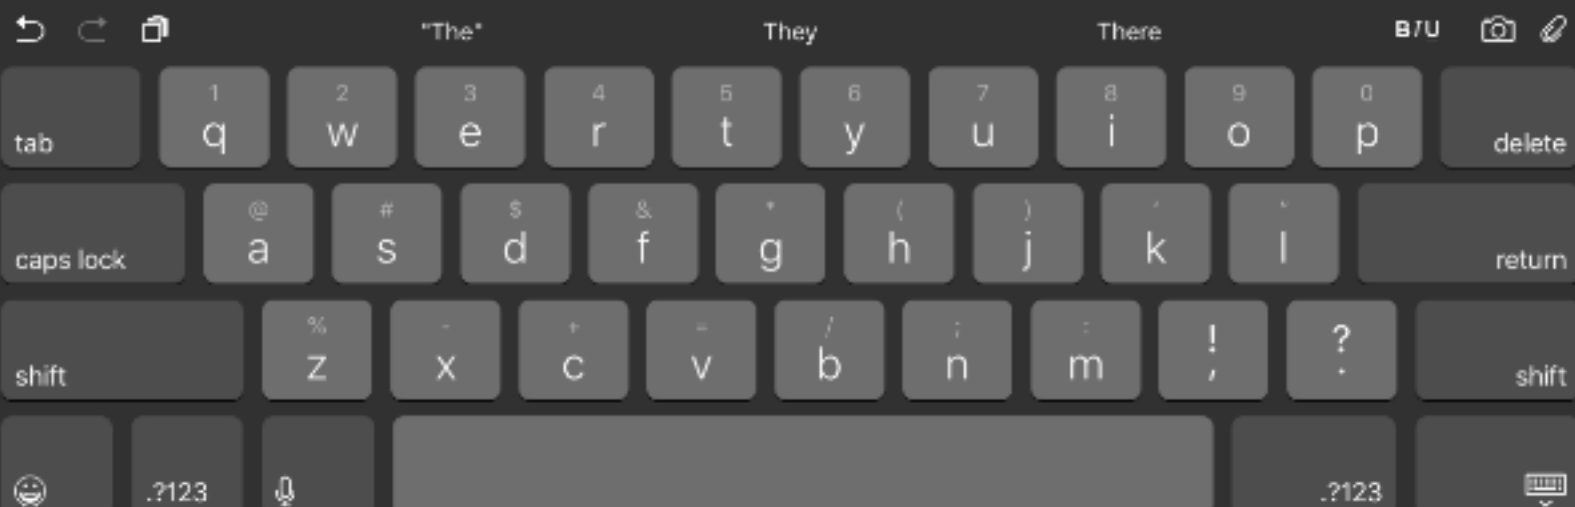 "The" They There B I U
1 2 3 4 5 6 7 8 9 0
tab q w e r t y u i o p delete
@ # $ & * ( ) ' "
caps lock a s d f g h j k l return
% - + = / ; : ! ?
shift z x c v b n m , . shift
.?123 .?123